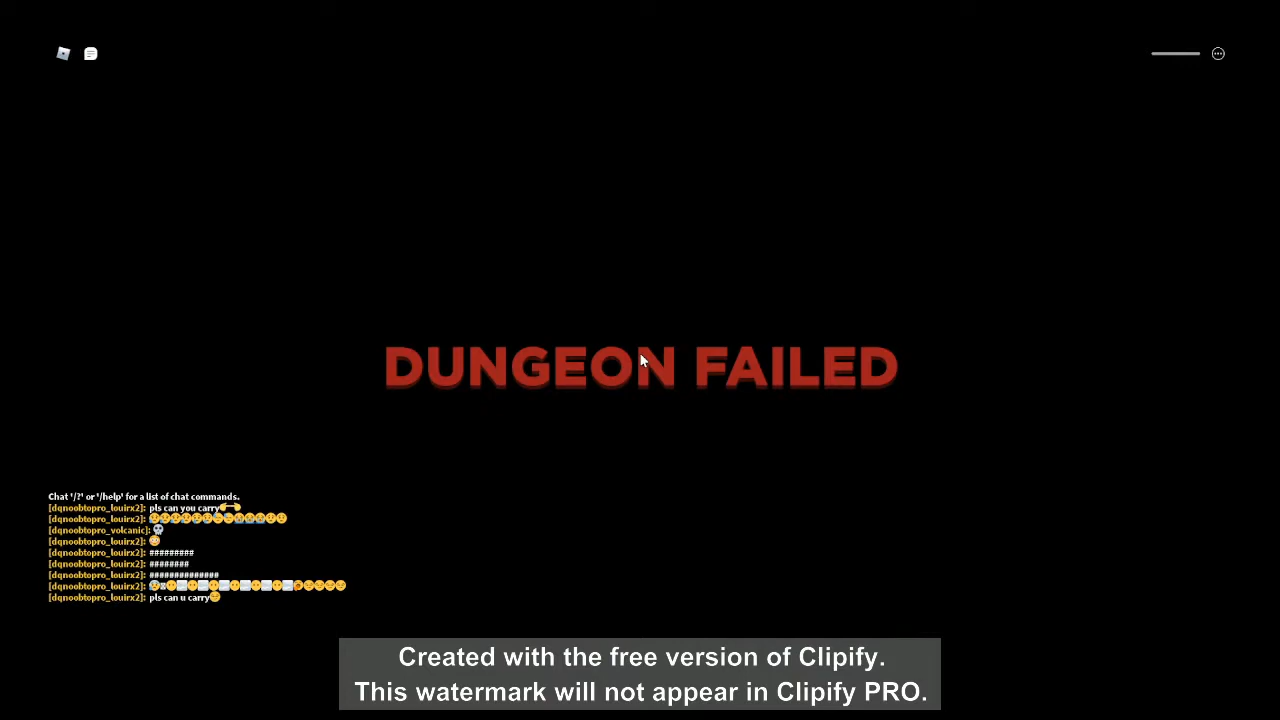 DUNGEON FAILED
Chat '/?' or '/help' for a list of chat commands.
[dqnoobtopro_louirx2]: pls can you carry
[dqnoobtopro_louirx2]:
[dqnoobtopro_volcanic]:
[dqnoobtopro_louirx2]:
[dqnoobtopro_louirx2]: #########
[dqnoobtopro_louirx2]: ########
[dqnoobtopro_louirx2]: ##############
[dqnoobtopro_louirx2]:
[dqnoobtopro_louirx2]: pls can u carry
Created with the free version of Clipify.
This watermark will not appear in Clipify PRO.